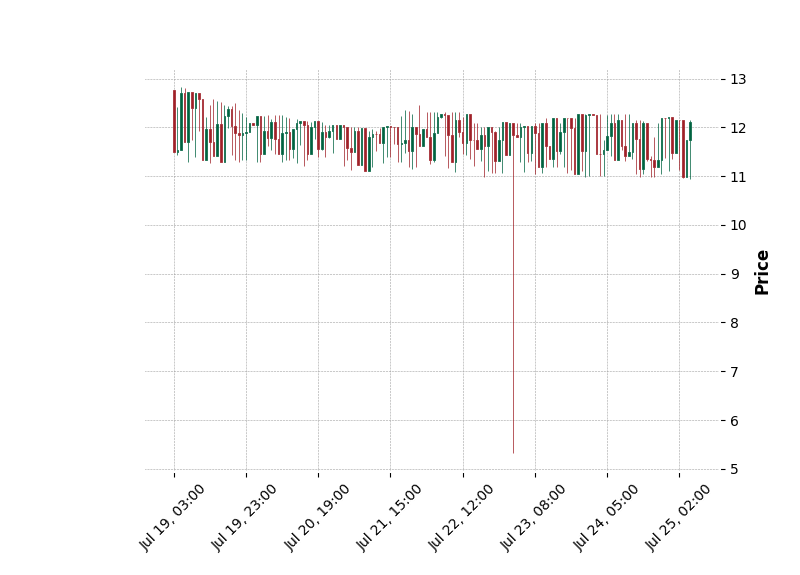 13
12
11
10
9
8
7
6
5
Price
Jul 19, 03:00
Jul 19, 23:00
Jul 20, 19:00
Jul 21, 15:00
Jul 22, 12:00
Jul 23, 08:00
Jul 24, 05:00
Jul 25, 02:00